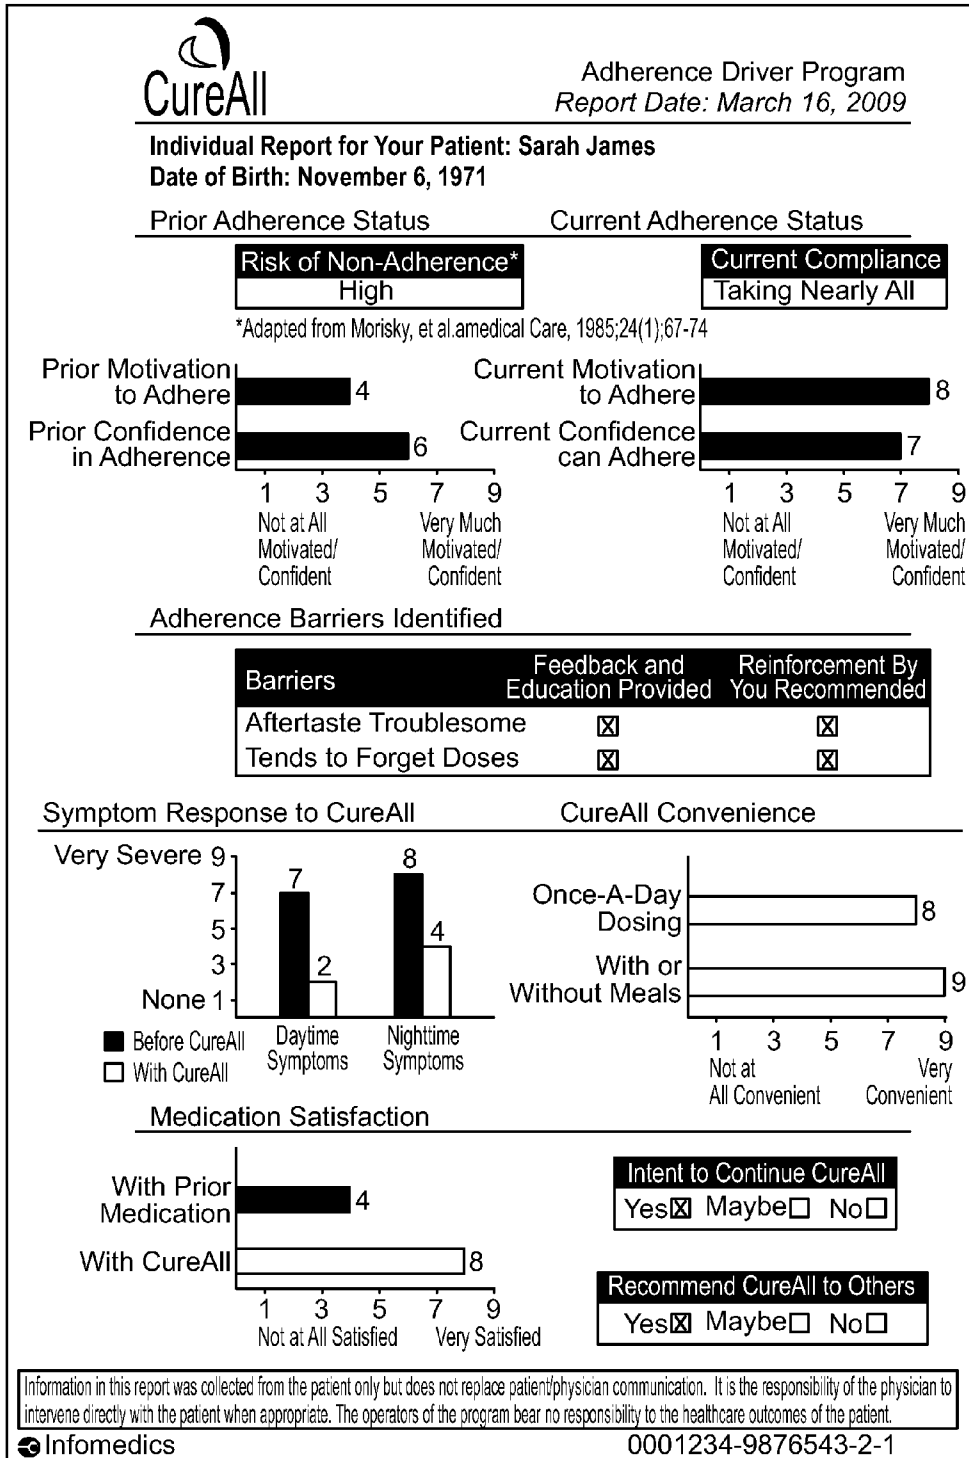 CureAll
Adherence Driver Program
Report Date: March 16, 2009
Individual Report for Your Patient: Sarah James
Date of Birth: November 6, 1971
Prior Adherence Status
Risk of Non-Adherence*
High
*Adapted from Morisky, et al.amedical Care, 1985;24(1);67-74
Current Adherence Status
Current Compliance
Taking Nearly All
Prior Motivation
to Adhere
4
Prior Confidence
in Adherence
6
1 3 5 7 9
Not at All
Motivated/
Confident
Very Much
Motivated/
Confident
Current Motivation
to Adhere
8
Current Confidence
can Adhere
7
1 3 5 7 9
Not at All
Motivated/
Confident
Very Much
Motivated/
Confident
Adherence Barriers Identified
Barriers
Feedback and
Education Provided
Reinforcement By
You Recommended
Aftertaste Troublesome X X
Tends to Forget Doses X X
Symptom Response to CureAll
Very Severe 9
7
5
3
None 1
7
2
8
4
Daytime
Symptoms
Nighttime
Symptoms
Before CureAll
With CureAll
CureAll Convenience
Once-A-Day
Dosing
8
With or
Without Meals
9
1 3 5 7 9
Not at
All Convenient
Very
Convenient
Medication Satisfaction
With Prior
Medication
4
With CureAll
8
1 3 5 7 9
Not at All Satisfied
Very Satisfied
Intent to Continue CureAll
Yes X Maybe No
Recommend CureAll to Others
Yes X Maybe No
Information in this report was collected from the patient only but does not replace patient/physician communication. It is the responsibility of the physician to
intervene directly with the patient when appropriate. The operators of the program bear no responsibility to the healthcare outcomes of the patient.
Infomedics
0001234-9876543-2-1